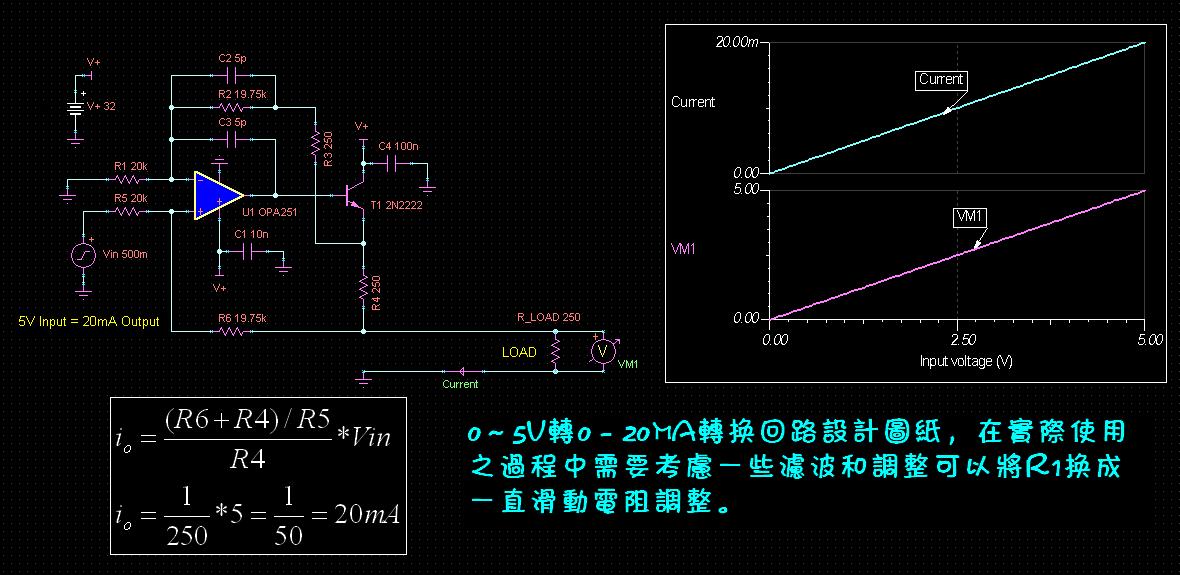 V+
V+ 32
C2 5p
R2 19.75k
C3 5p
R1 20k
R5 20k
Vin 500m
U1 OPA251
C1 10n
V+
R3 250
V+
C4 100n
T1 2N2222
R4 250
R6 19.75k
5V Input = 20mA Output
R_LOAD 250
LOAD
V
VM1
Current
20.00m
Current
Current
0.00
5.00
VM1
VM1
0.00
0.00 2.50 5.00
Input voltage (V)
i_o = (R6+R4)/R5 / R4 *Vin
i_o = 1/250 *5 = 1/50 = 20mA
0~5V轉0-20MA轉換回路設計圖紙，在實際使用
之過程中需要考慮一些濾波和調整可以將R1換成
一直滑動電阻調整。